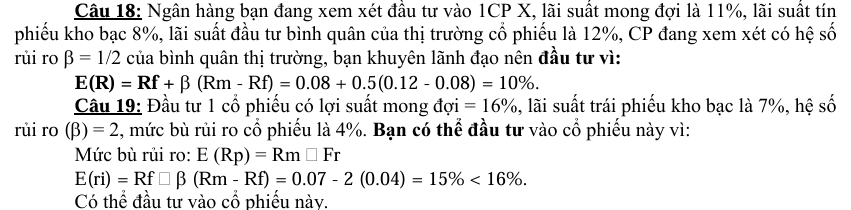 Câu 18: Ngân hàng bạn đang xem xét đầu tư vào 1CP X, lãi suất mong đợi là 11%, lãi suất tín
phiếu kho bạc 8%, lãi suất đầu tư bình quân của thị trường cổ phiếu là 12%, CP đang xem xét có hệ số
rủi ro β = 1/2 của bình quân thị trường, bạn khuyên lãnh đạo nên đầu tư vì:
E(R) = Rf + β (Rm - Rf) = 0.08 + 0.5(0.12 - 0.08) = 10%.
Câu 19: Đầu tư 1 cổ phiếu có lợi suất mong đợi = 16%, lãi suất trái phiếu kho bạc là 7%, hệ số
rủi ro (β) = 2, mức bù rủi ro cổ phiếu là 4%. Bạn có thể đầu tư vào cổ phiếu này vì:
Mức bù rủi ro: E (Rp) = Rm □ Fr
E(ri) = Rf □ β (Rm - Rf) = 0.07 - 2 (0.04) = 15% < 16%.
Có thể đầu tư vào cổ phiếu này.